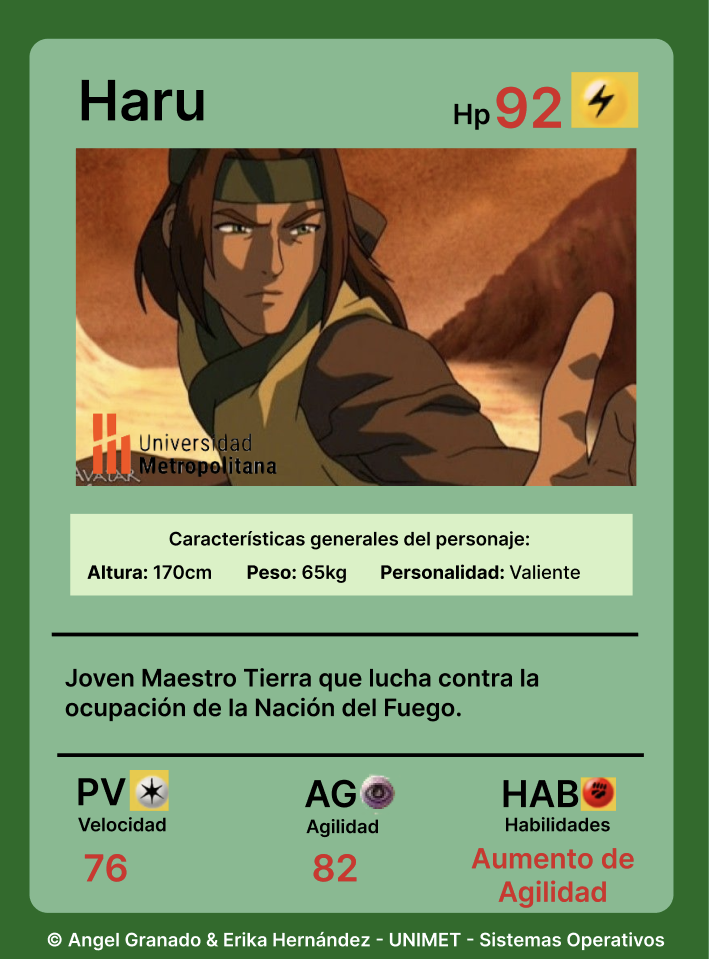 Haru
Hp 92
Universidad
Metropolitana
AVATAR
Características generales del personaje:
Altura: 170cm Peso: 65kg Personalidad: Valiente
Joven Maestro Tierra que lucha contra la
ocupación de la Nación del Fuego.
PV AG HAB
Velocidad Agilidad Habilidades
76 82 Aumento de
Agilidad
© Angel Granado & Erika Hernández - UNIMET - Sistemas Operativos